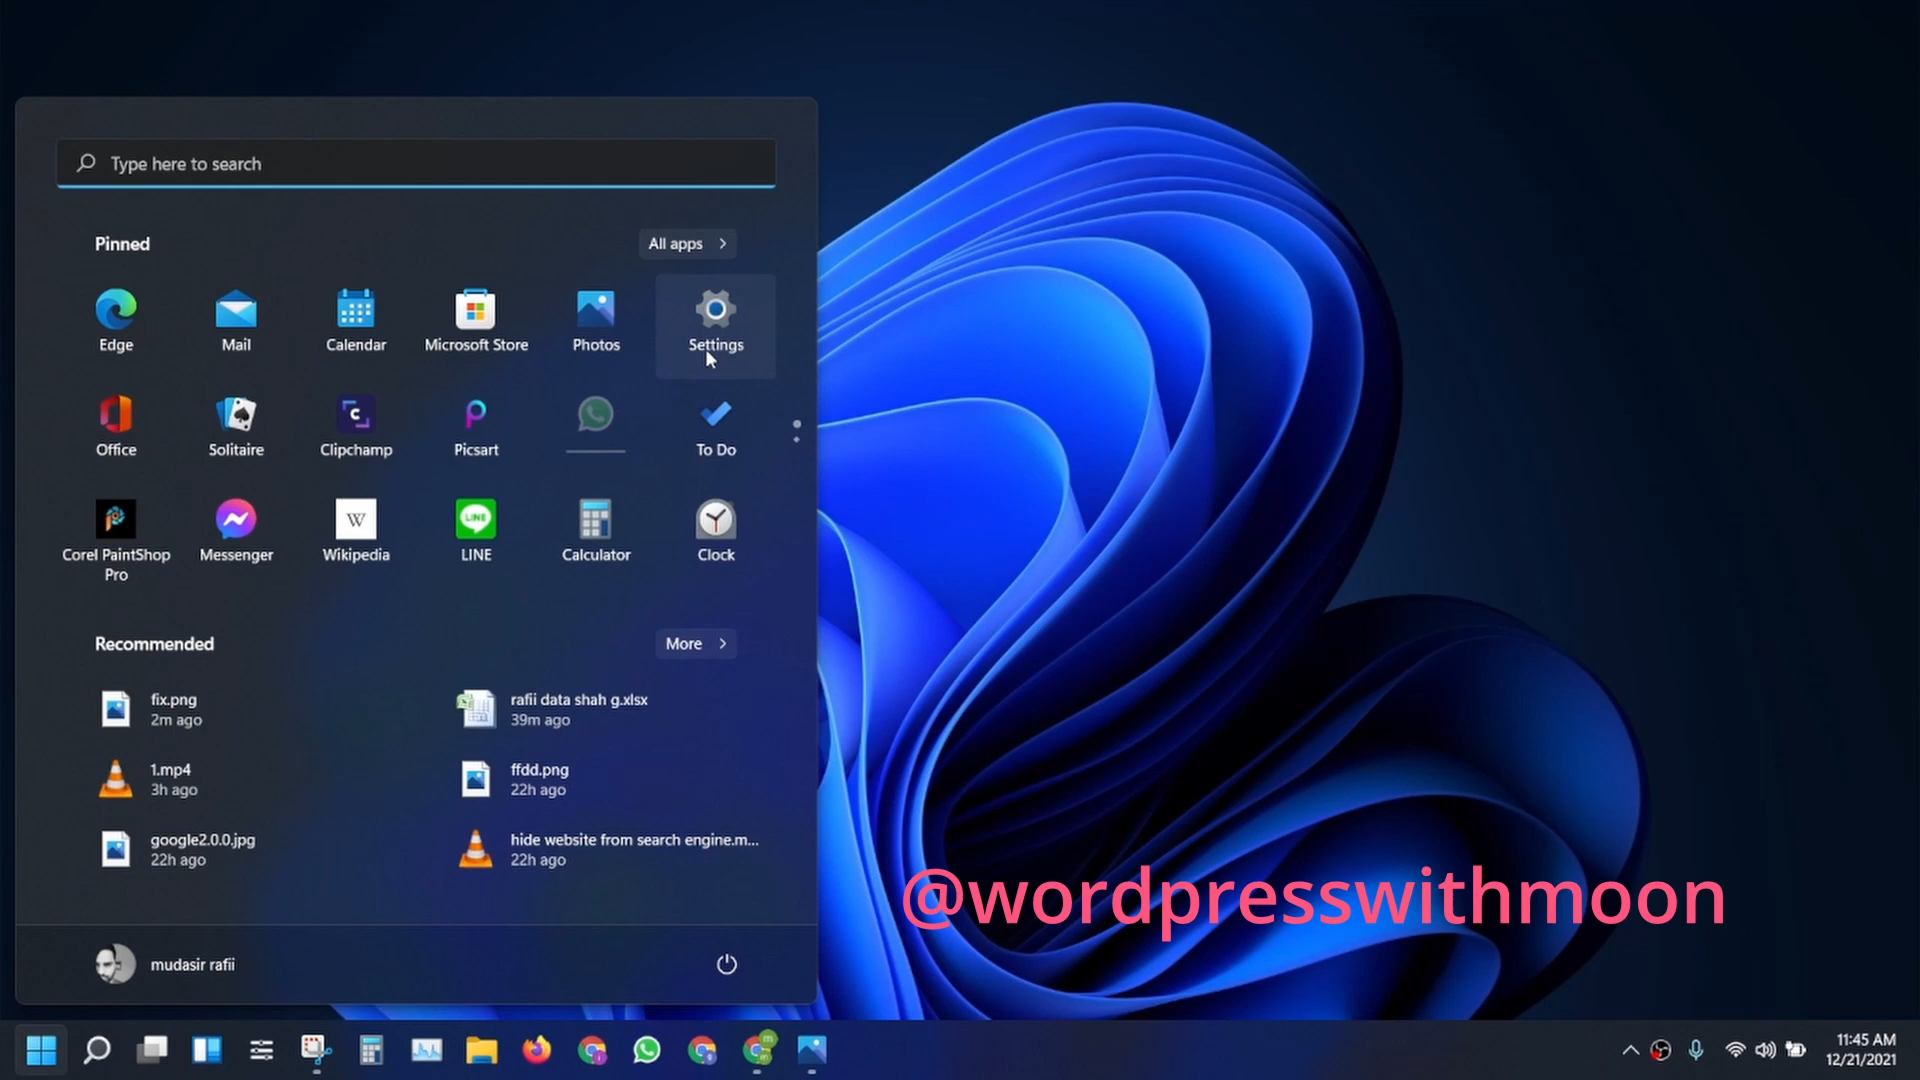 Type here to search
Pinned
All apps
Edge
Mail
Calendar
Microsoft Store
Photos
Settings
Office
Solitaire
Clipchamp
Picsart
To Do
Corel PaintShop
Pro
Messenger
Wikipedia
LINE
Calculator
Clock
Recommended
More
fix.png
2m ago
rafii data shah g.xlsx
39m ago
1.mp4
3h ago
ffdd.png
22h ago
google2.0.0.jpg
22h ago
hide website from search engine.m...
22h ago
@wordpresswithmoon
mudasir rafii
11:45 AM
12/21/2021